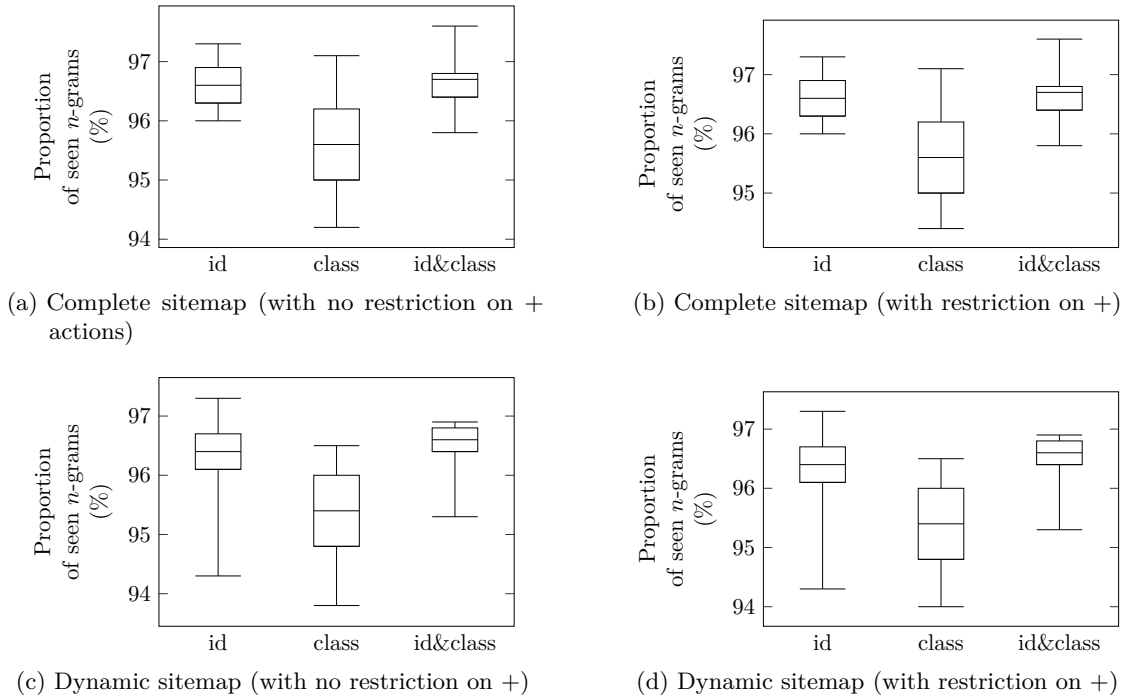 Proportion
of seen n-grams
(%)
97
96
95
94
id class id&class
(a) Complete sitemap (with no restriction on +
actions)
Proportion
of seen n-grams
(%)
97
96
95
id class id&class
(b) Complete sitemap (with restriction on +)
Proportion
of seen n-grams
(%)
97
96
95
94
id class id&class
(c) Dynamic sitemap (with no restriction on +)
Proportion
of seen n-grams
(%)
97
96
95
94
id class id&class
(d) Dynamic sitemap (with restriction on +)